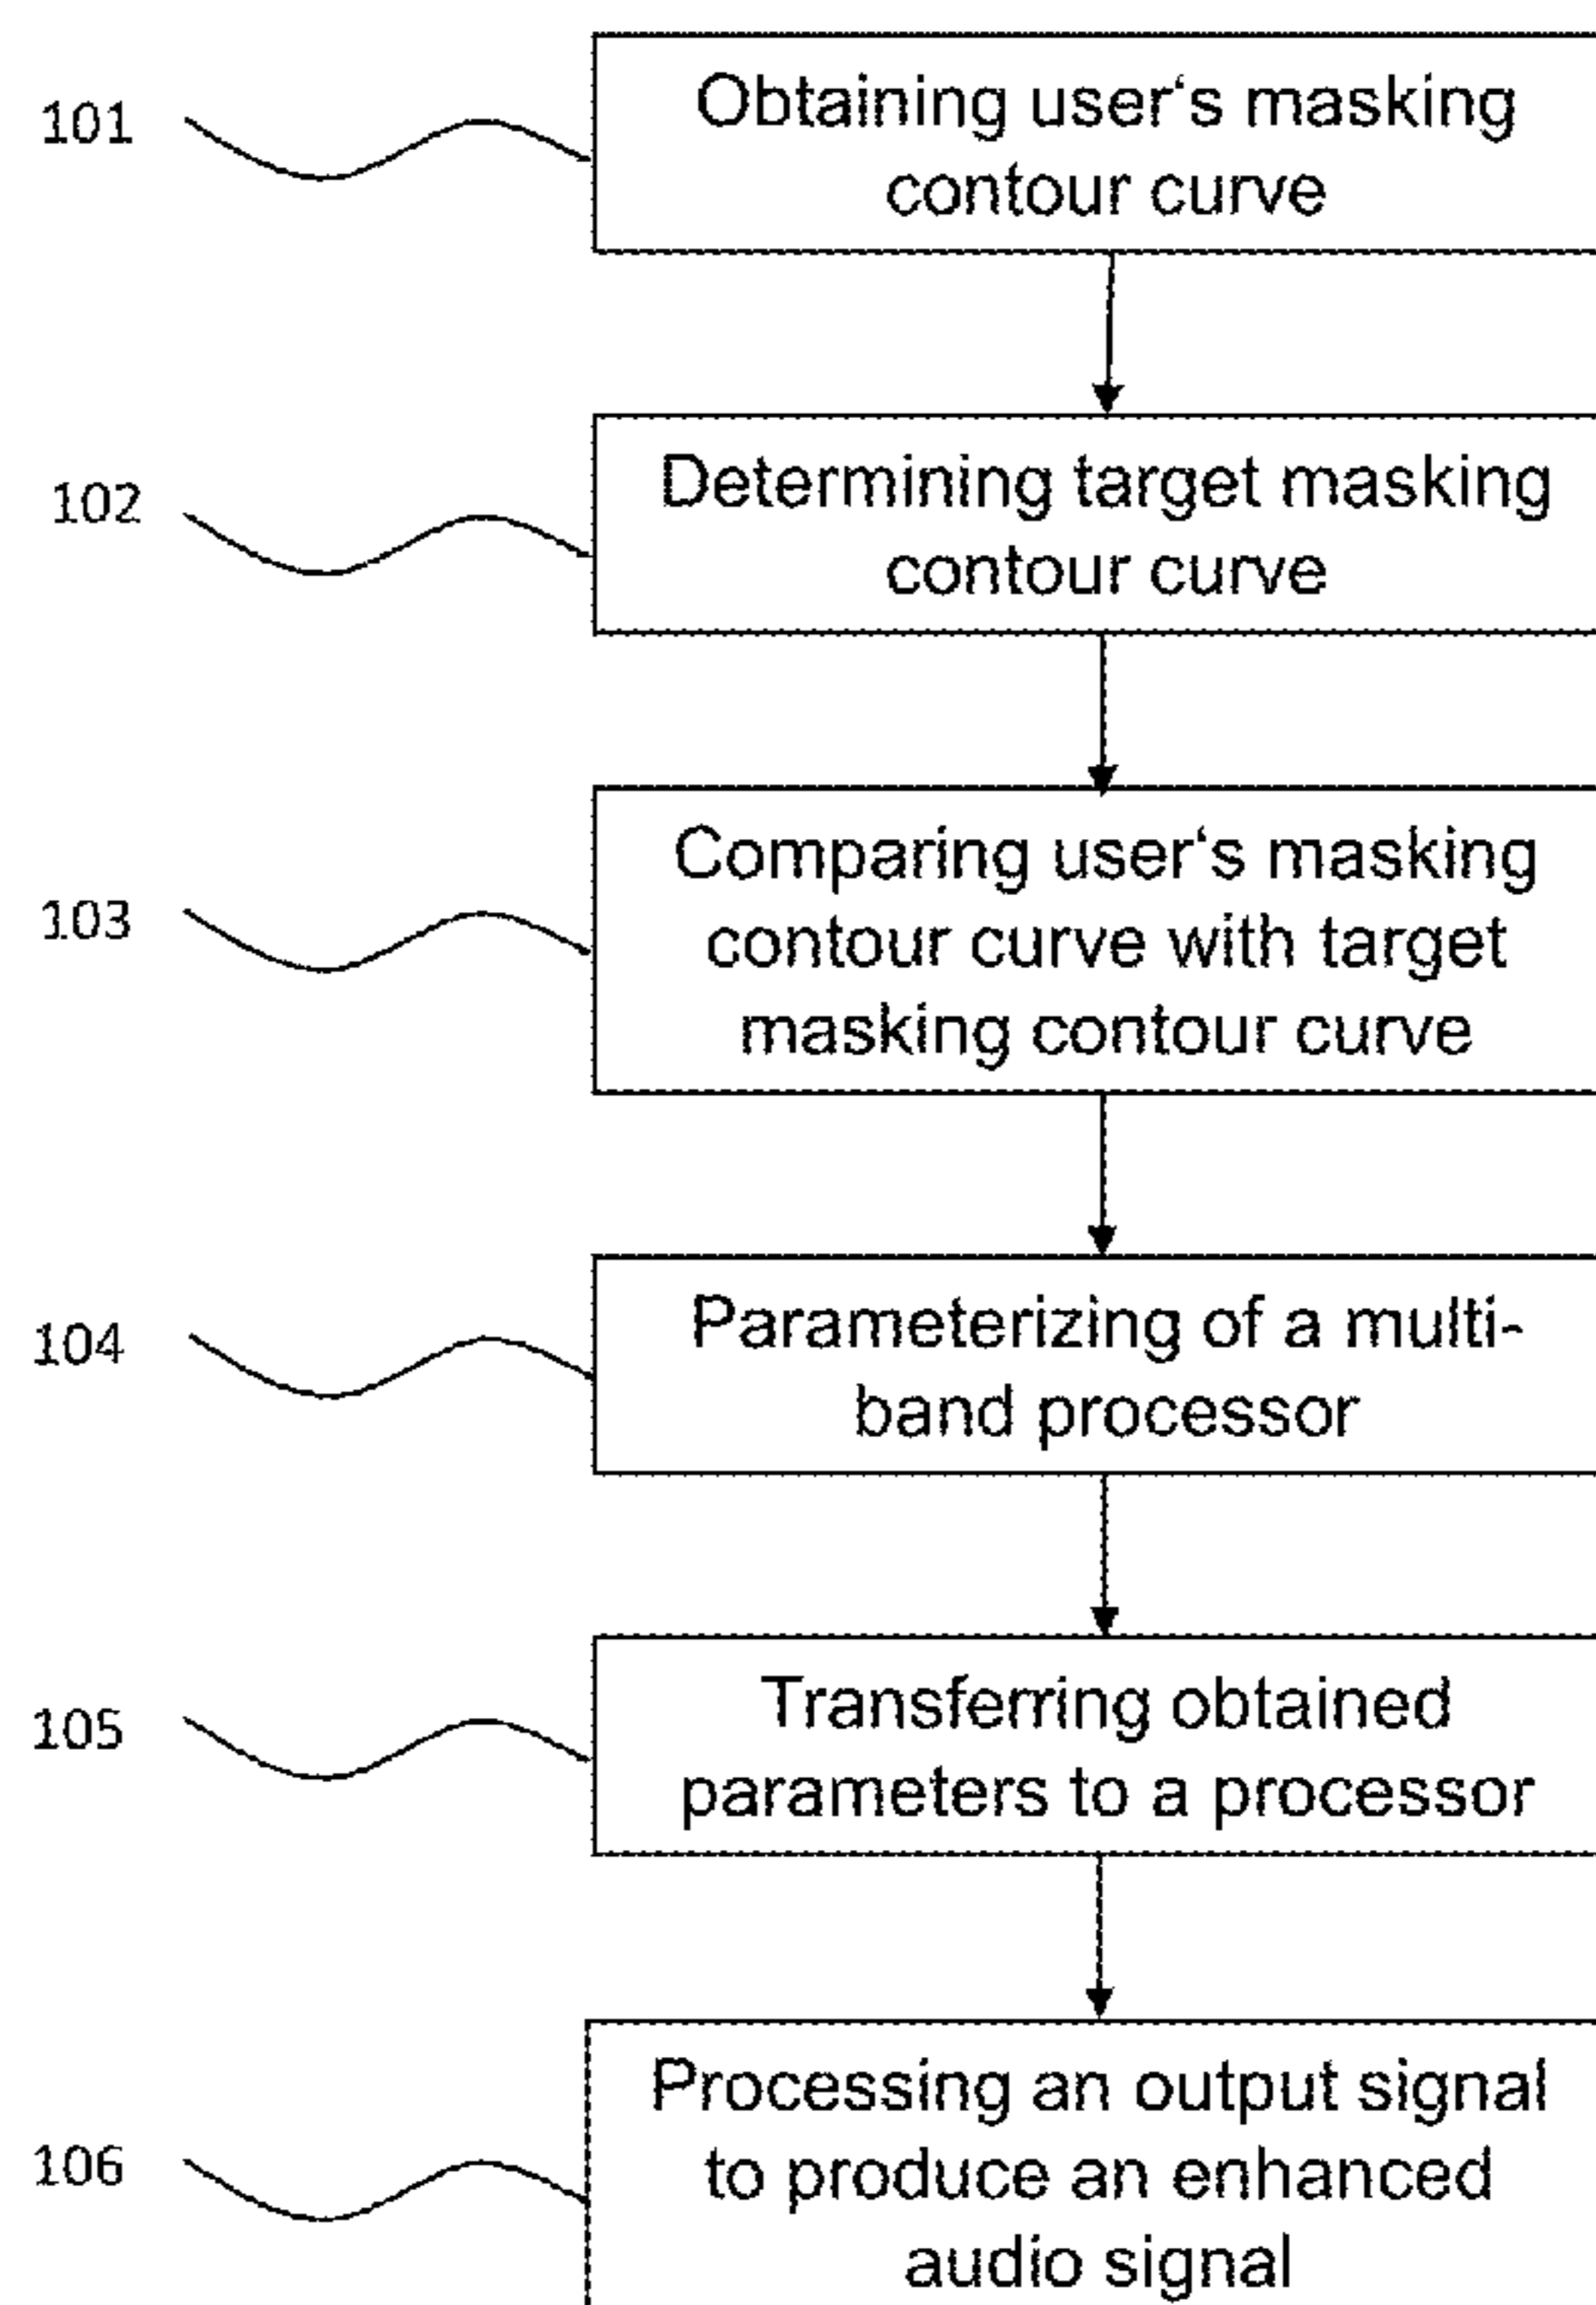 101
Obtaining user‘s masking
contour curve
102
Determining target masking
contour curve
103
Comparing user‘s masking
contour curve with target
masking contour curve
104
Parameterizing of a multi-
band processor
105
Transferring obtained
parameters to a processor
106
Processing an output signal
to produce an enhanced
audio signal